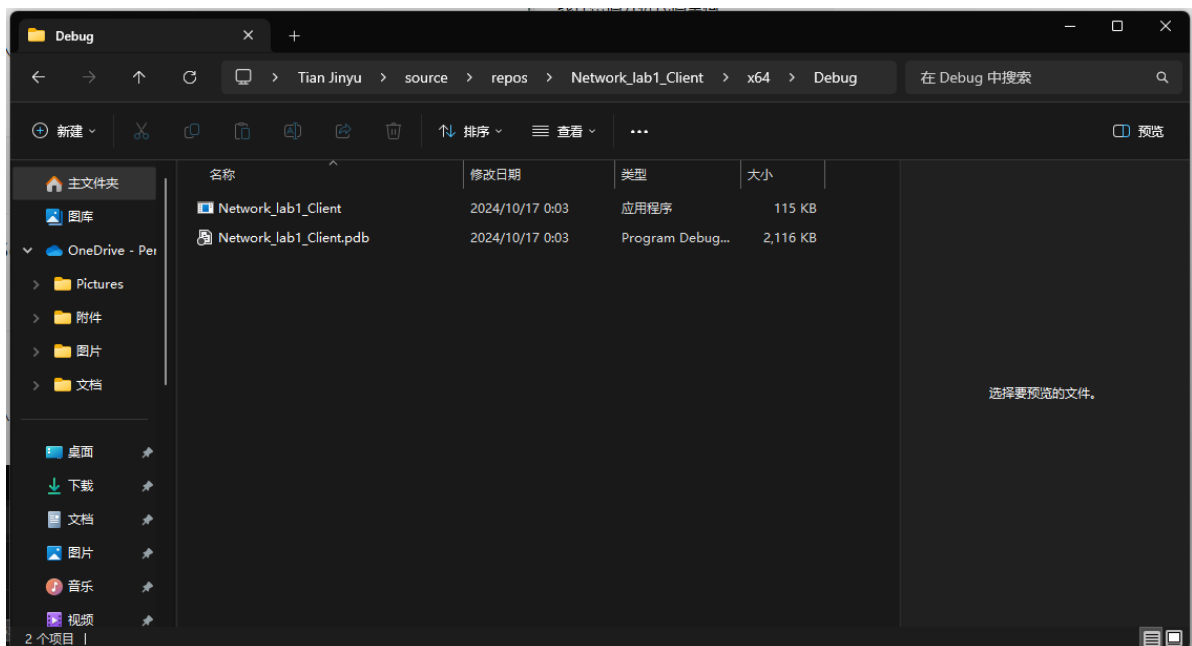 Debug
Tian Jinyu > source > repos > Network_lab1_Client > x64 > Debug
在 Debug 中搜索
新建
排序
查看
预览
主文件夹
图库
OneDrive - Per
Pictures
附件
图片
文档
桌面
下载
文档
图片
音乐
视频
名称 修改日期 类型 大小
Network_lab1_Client 2024/10/17 0:03 应用程序 115 KB
Network_lab1_Client.pdb 2024/10/17 0:03 Program Debug... 2,116 KB
选择要预览的文件。
2 个项目